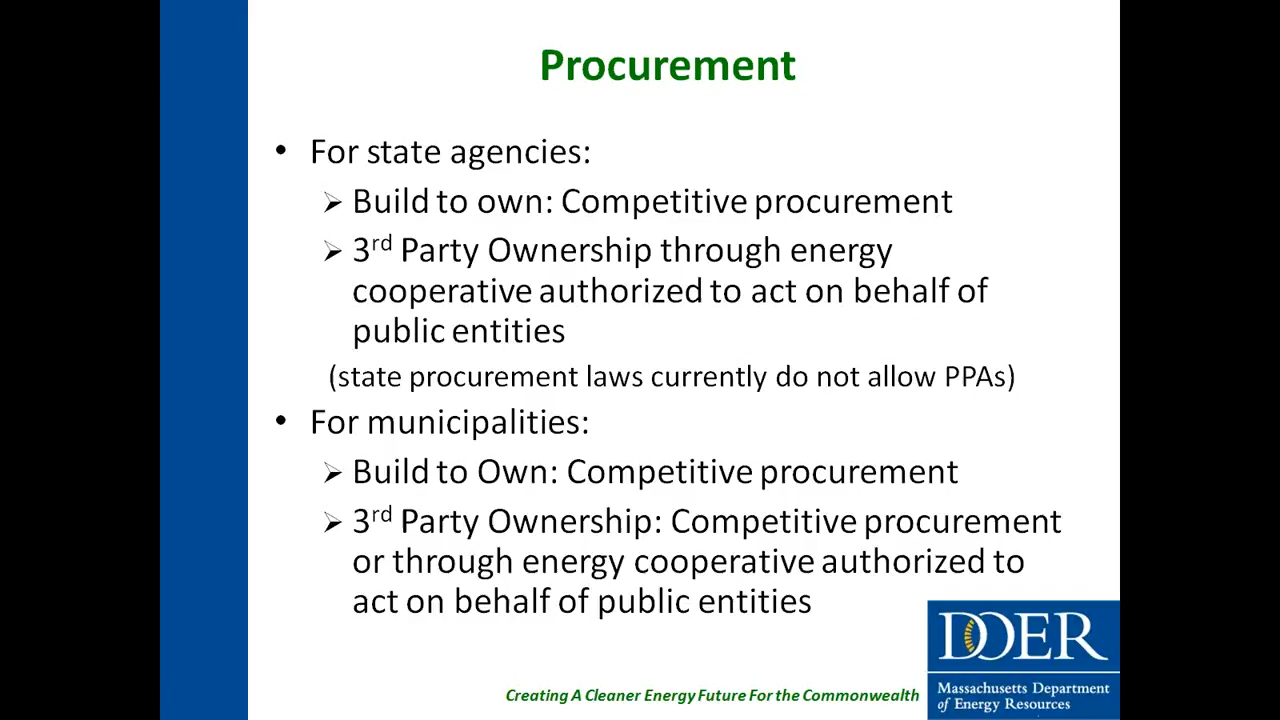 Procurement
• For state agencies:
➢ Build to own: Competitive procurement
➢ 3rd Party Ownership through energy
cooperative authorized to act on behalf of
public entities
(state procurement laws currently do not allow PPAs)
• For municipalities:
➢ Build to Own: Competitive procurement
➢ 3rd Party Ownership: Competitive procurement
or through energy cooperative authorized to
act on behalf of public entities
Creating A Cleaner Energy Future For the Commonwealth
DOER
Massachusetts Department
of Energy Resources